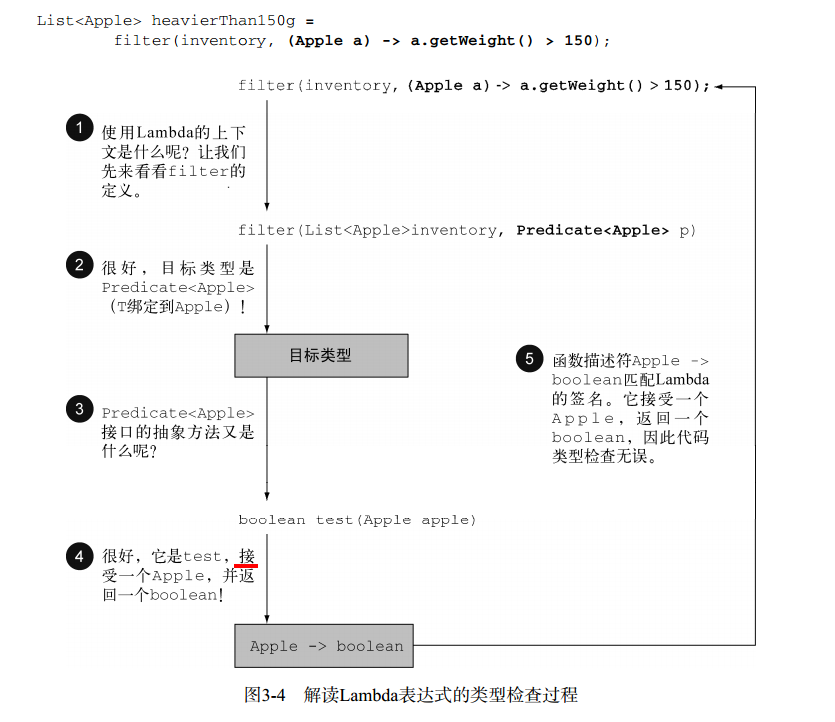 List<Apple> heavierThan150g =
filter(inventory, (Apple a) -> a.getWeight() > 150);
filter(inventory, (Apple a) -> a.getWeight() > 150);
1
使用Lambda的上下
文是什么呢？让我们
先来看看filter的
定义。
filter(List<Apple>inventory, Predicate<Apple> p)
2
很好，目标类型是
Predicate<Apple>
（T绑定到Apple）！
目标类型
3
Predicate<Apple>
接口的抽象方法又是
什么呢？
boolean test(Apple apple)
4
很好，它是test，接
受一个Apple，并返
回一个boolean！
Apple -> boolean
5
函数描述符Apple ->
boolean匹配Lambda
的签名。它接受一个
Apple，返回一个
boolean，因此代码
类型检查无误。
图3-4 解读Lambda表达式的类型检查过程